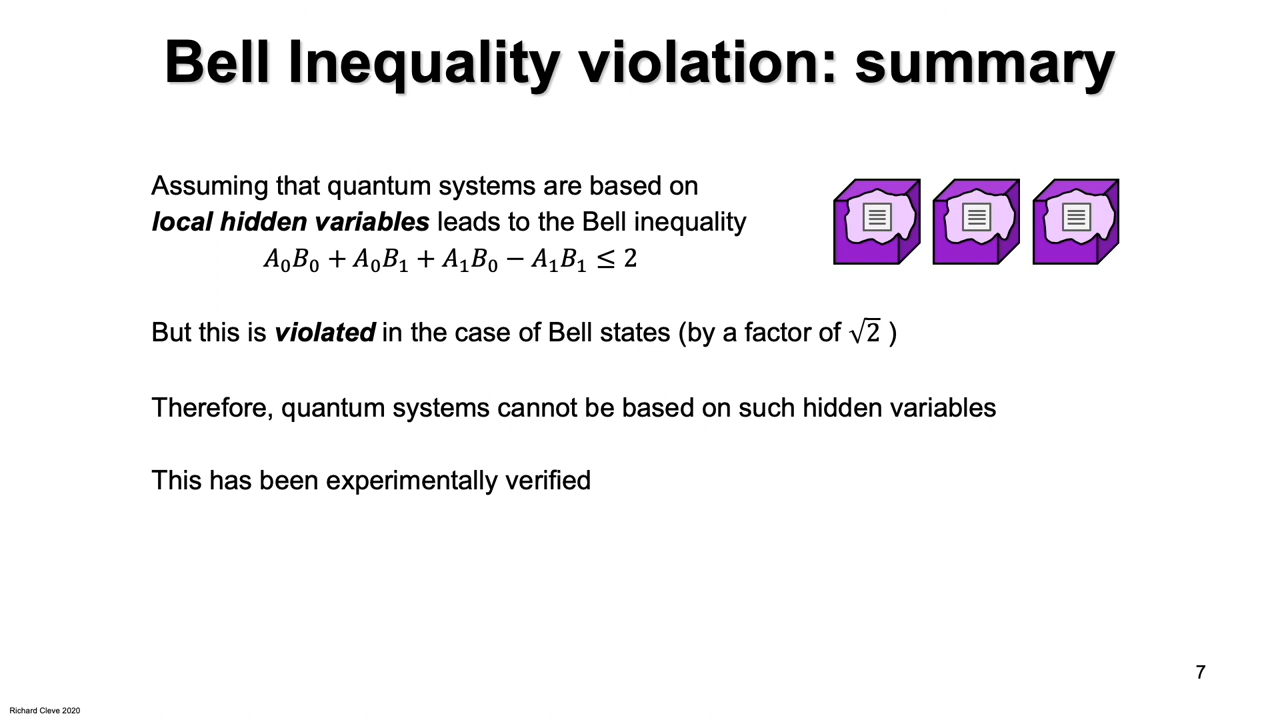 Bell Inequality violation: summary
Assuming that quantum systems are based on
local hidden variables leads to the Bell inequality
A₀B₀ + A₀B₁ + A₁B₀ − A₁B₁ ≤ 2
But this is violated in the case of Bell states (by a factor of √2 )
Therefore, quantum systems cannot be based on such hidden variables
This has been experimentally verified
7
Richard Cleve 2020